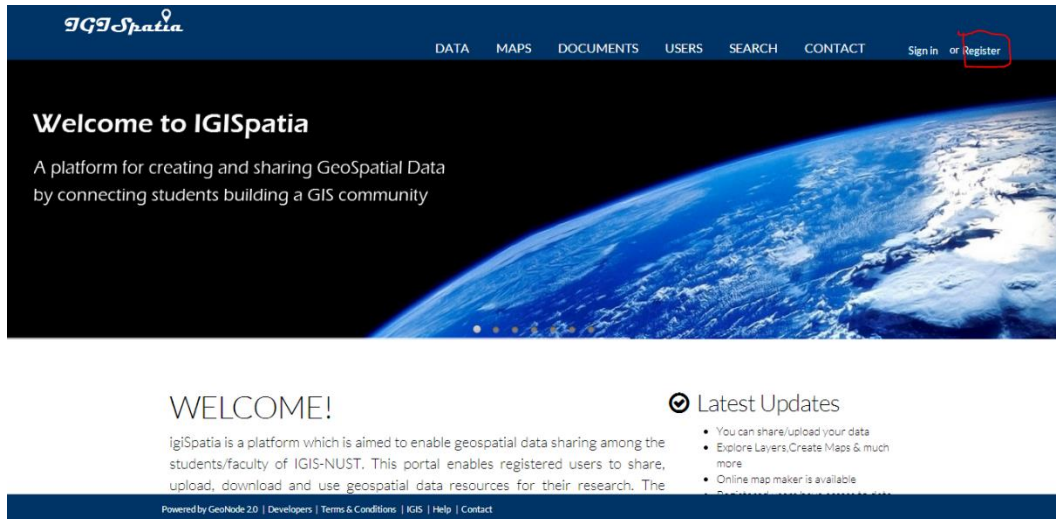 IGISpatia
DATA MAPS DOCUMENTS USERS SEARCH CONTACT Sign in or Register
Welcome to IGISpatia
A platform for creating and sharing GeoSpatial Data
by connecting students building a GIS community
WELCOME!
igiSpatia is a platform which is aimed to enable geospatial data sharing among the
students/faculty of IGIS-NUST. This portal enables registered users to share,
upload, download and use geospatial data resources for their research. The
Latest Updates
You can share/upload your data
Explore Layers,Create Maps & much
more
Online map maker is available
Powered by GeoNode 2.0 | Developers | Terms & Conditions | IGIS | Help | Contact